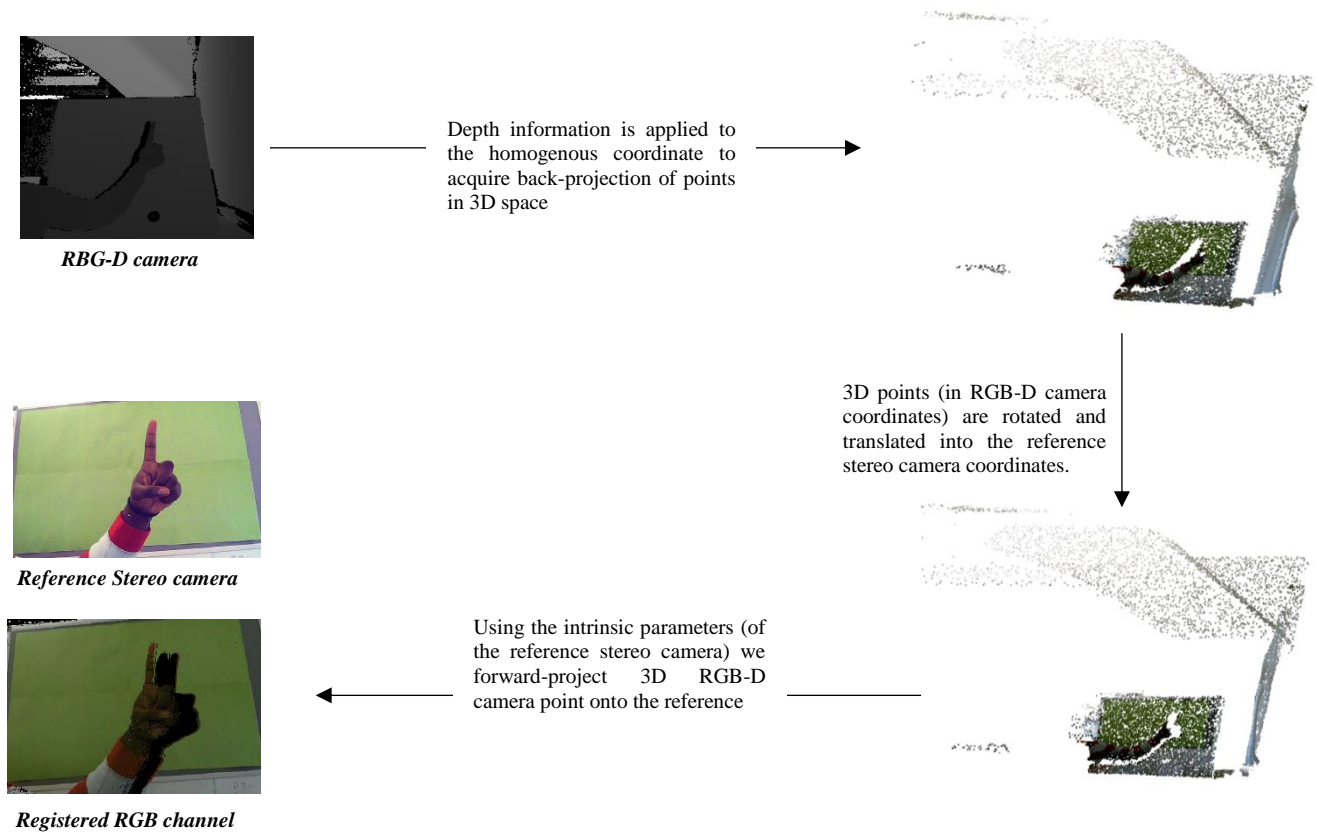 Depth information is applied to
the homogenous coordinate to
acquire back-projection of points
in 3D space
RBG-D camera
3D points (in RGB-D camera
coordinates) are rotated and
translated into the reference
stereo camera coordinates.
Reference Stereo camera
Using the intrinsic parameters (of
the reference stereo camera) we
forward-project 3D RGB-D
camera point onto the reference
Registered RGB channel